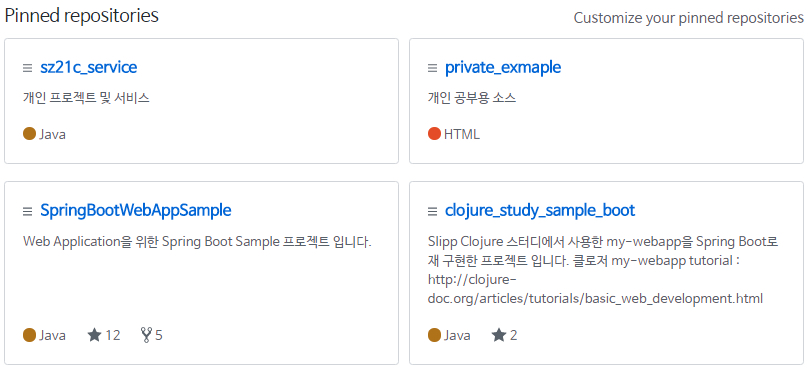 Pinned repositories
Customize your pinned repositories
sz21c_service
개인 프로젝트 및 서비스
Java
private_exmaple
개인 공부용 소스
HTML
SpringBootWebAppSample
Web Application을 위한 Spring Boot Sample 프로젝트 입니다.
Java 12 5
clojure_study_sample_boot
Slipp Clojure 스터디에서 사용한 my-webapp을 Spring Boot로
재 구현한 프로젝트 입니다. 클로저 my-webapp tutorial :
http://clojure-
doc.org/articles/tutorials/basic_web_development.html
Java 2